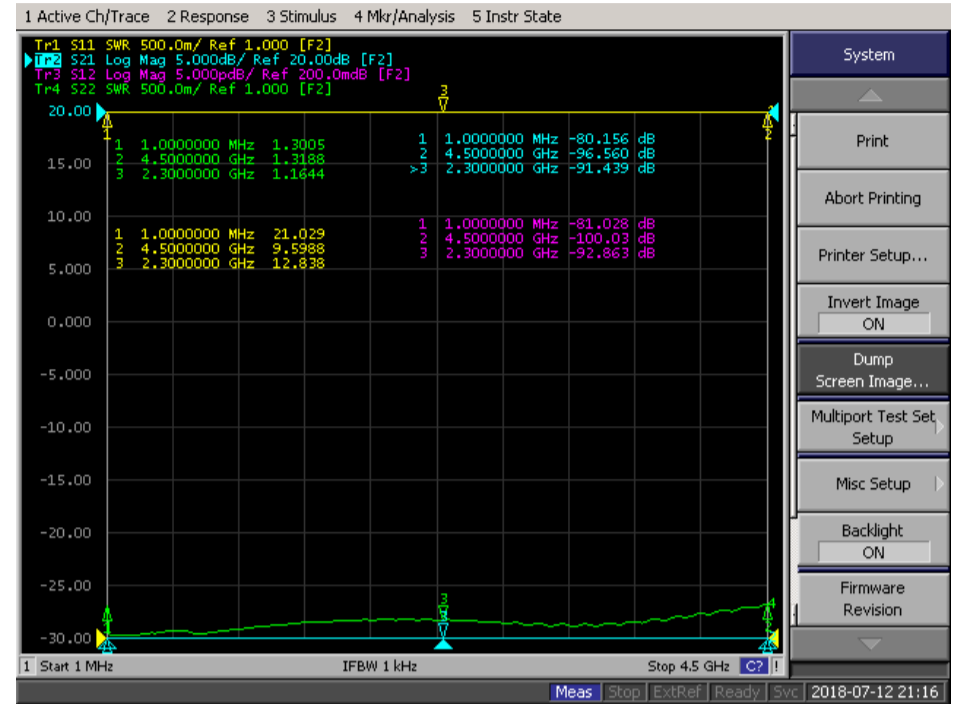 1 Active Ch/Trace 2 Response 3 Stimulus 4 Mkr/Analysis 5 Instr State
Tr1 S11 SWR 500.0m/ Ref 1.000 [F2]
Tr2 S21 Log Mag 5.000dB/ Ref 20.00dB [F2]
Tr3 S12 Log Mag 5.000pdB/ Ref 200.0mdB [F2]
Tr4 S22 SWR 500.0m/ Ref 1.000 [F2]
3
20.00
1
2
1 1.0000000 MHz 1.3005
2 4.5000000 GHz 1.3188
3 2.3000000 GHz 1.1644
1 1.0000000 MHz -80.156 dB
2 4.5000000 GHz -96.560 dB
>3 2.3000000 GHz -91.439 dB
15.00
10.00
1 1.0000000 MHz 21.029
2 4.5000000 GHz 9.5988
3 2.3000000 GHz 12.838
1 1.0000000 MHz -81.028 dB
2 4.5000000 GHz -100.03 dB
3 2.3000000 GHz -92.863 dB
5.000
0.000
-5.000
-10.00
-15.00
-20.00
-25.00
3
-30.00
1 Start 1 MHz IFBW 1 kHz Stop 4.5 GHz C? !
System
Print
Abort Printing
Printer Setup...
Invert Image
ON
Dump
Screen Image...
Multiport Test Set
Setup
Misc Setup
Backlight
ON
Firmware
Revision
Meas Stop ExtRef Ready Svc 2018-07-12 21:16